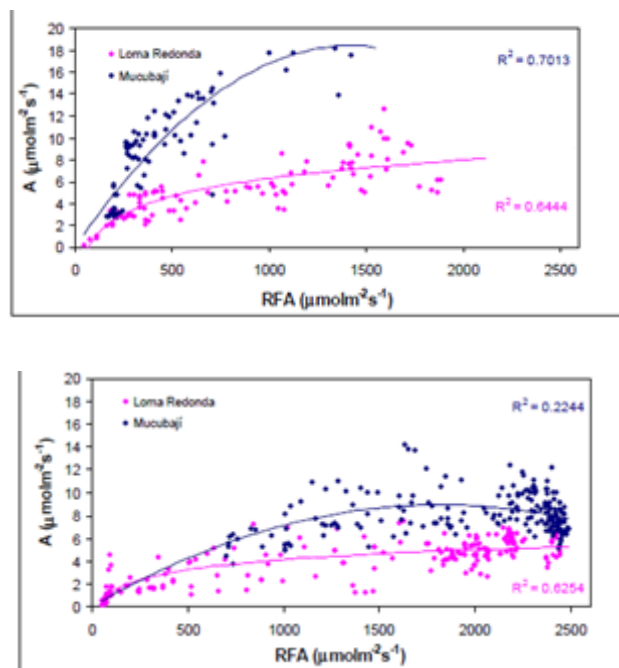 20
18
16
14
12
10
8
6
4
2
0
A (µmolm⁻²s⁻¹)
Loma Redonda
Mucubají
R² = 0.7013
R² = 0.6444
0 500 1000 1500 2000 2500
RFA (µmolm⁻²s⁻¹)
20
18
16
14
12
10
8
6
4
2
0
A (µmolm⁻²s⁻¹)
Loma Redonda
Mucubají
R² = 0.2244
R² = 0.6254
0 500 1000 1500 2000 2500
RFA (µmolm⁻²s⁻¹)